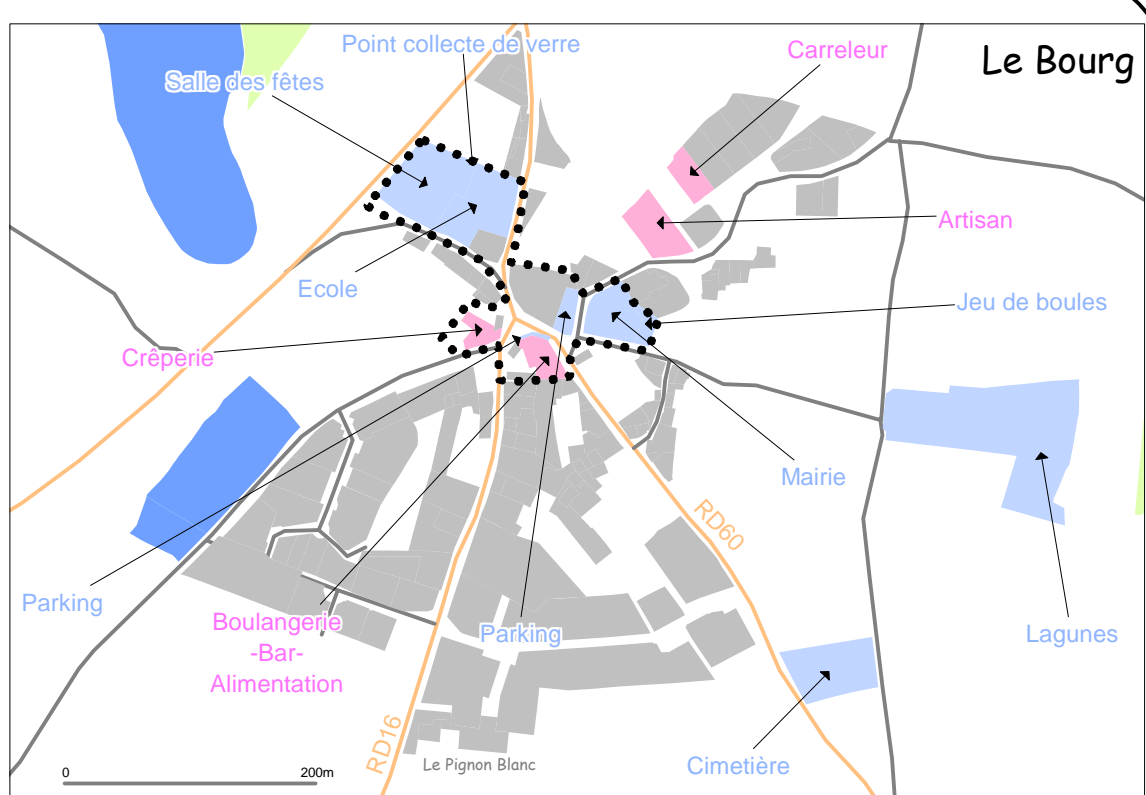 Point collecte de verre
Carreleur
Le Bourg
Salle des fêtes
Artisan
Ecole
Jeu de boules
Crêperie
Mairie
RD60
Parking
Boulangerie
-Bar-
Alimentation
Parking
Lagunes
RD16
Le Pignon Blanc
Cimetière
0
200m